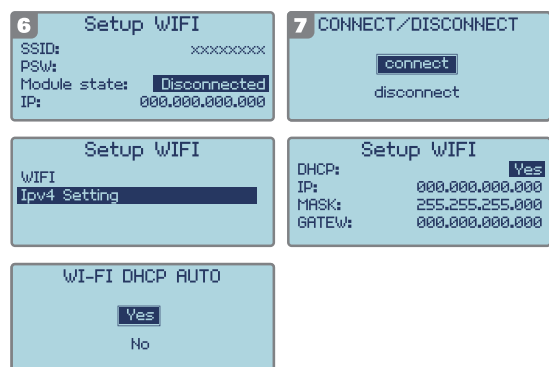 6 Setup WIFI
SSID: xxxxxxxx
PSW:
Module state: Disconnected
IP: 000.000.000.000
7 CONNECT/DISCONNECT
connect
disconnect
Setup WIFI
WIFI
Ipv4 Setting
Setup WIFI
DHCP: Yes
IP: 000.000.000.000
MASK: 255.255.255.000
GATEW: 000.000.000.000
WI-FI DHCP AUTO
Yes
No